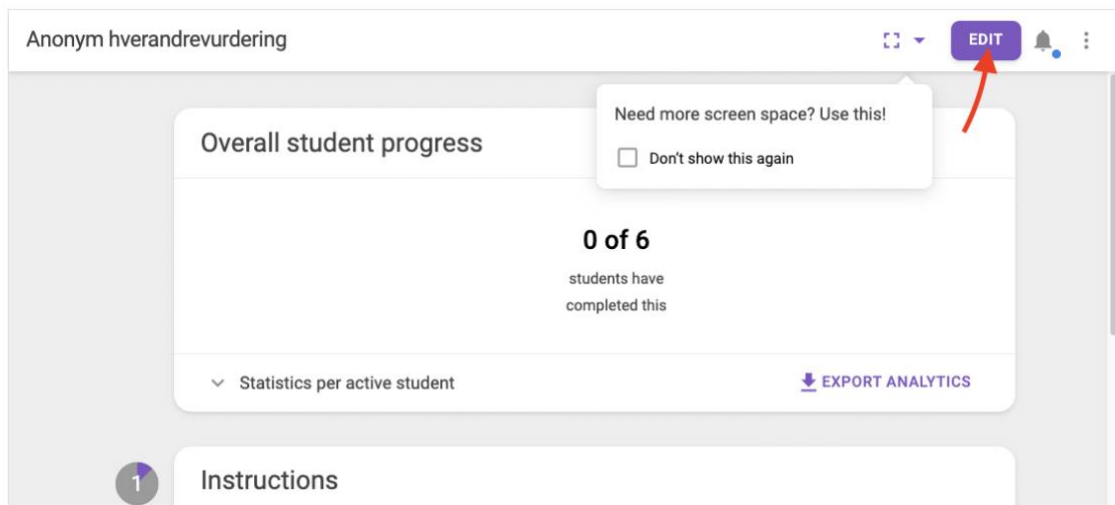 Anonym hverandrevurdering
EDIT
Need more screen space? Use this!
Don't show this again
Overall student progress
0 of 6
students have
completed this
Statistics per active student
EXPORT ANALYTICS
1
Instructions